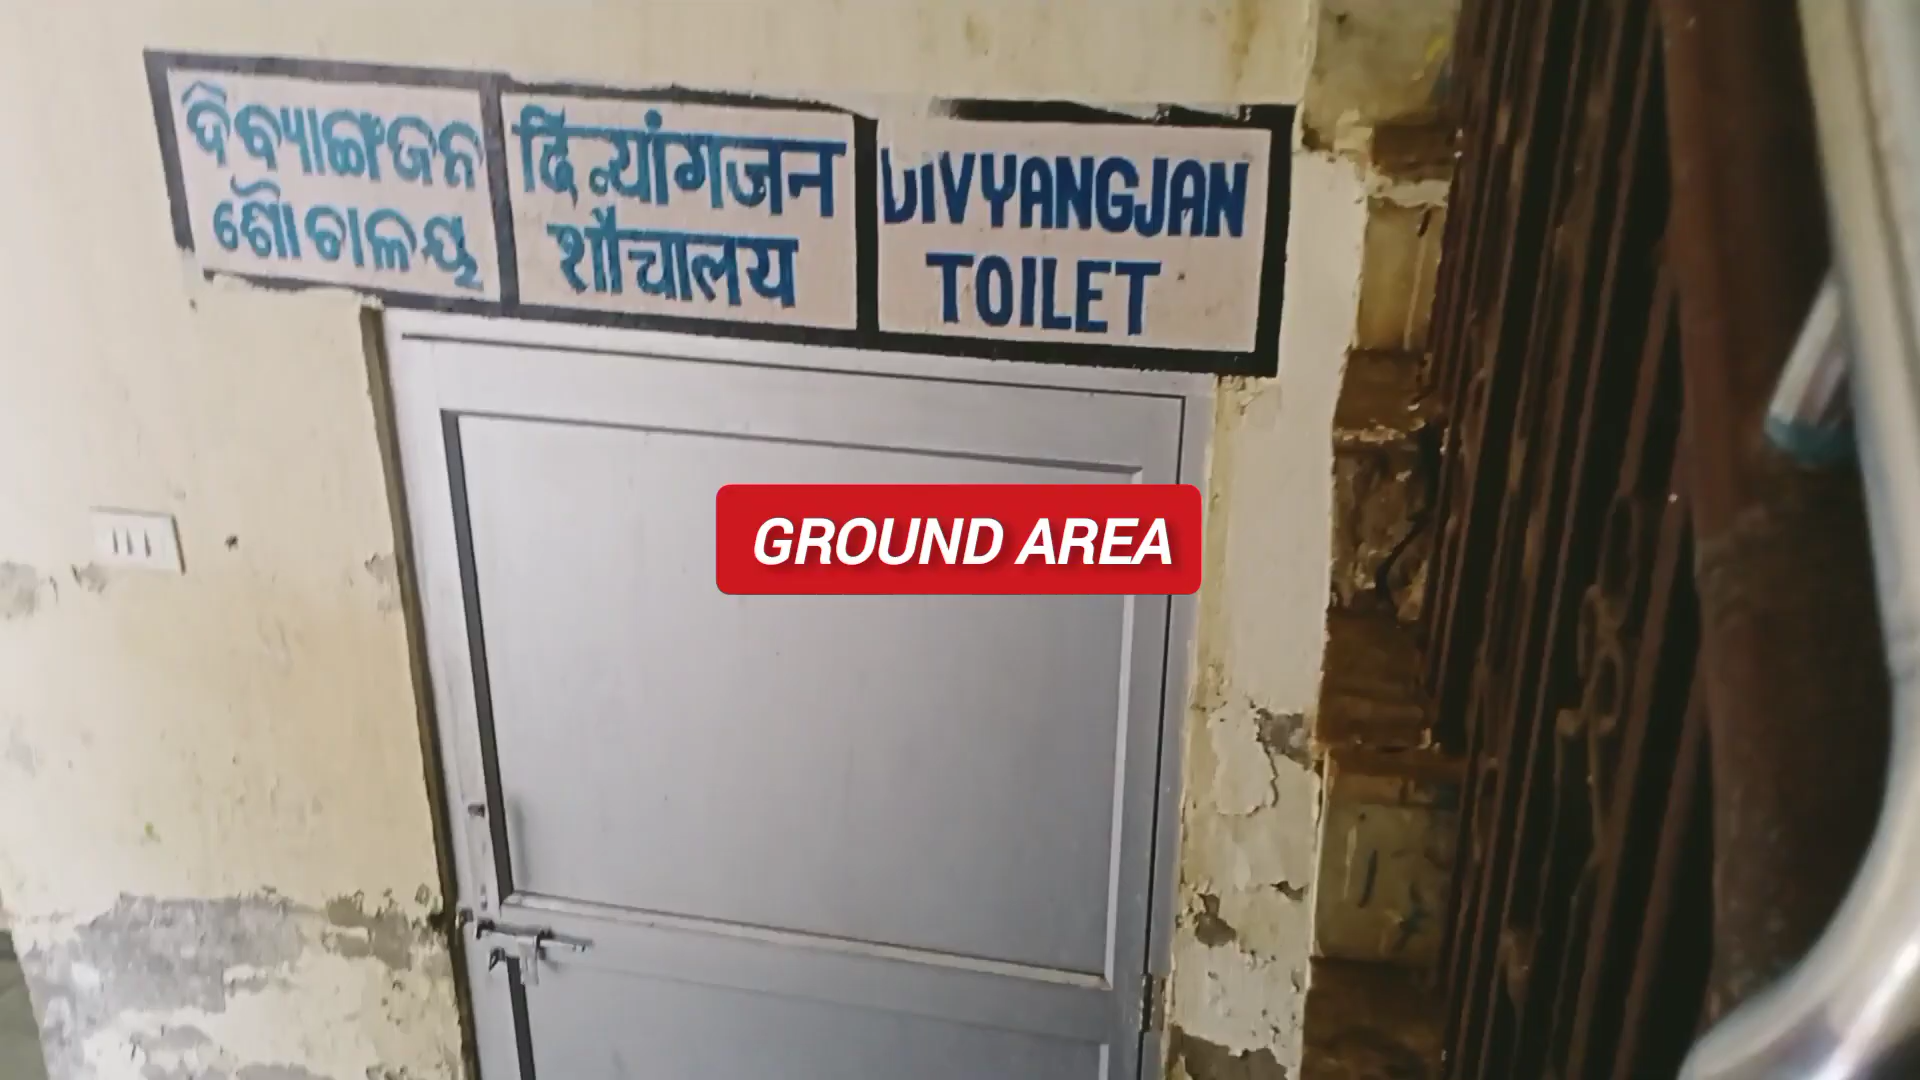 ଦିବ୍ୟାଙ୍ଗଜନ
ଶୌଚାଳୟ
दिव्यांगजन
शौचालय
DIVYANGJAN
TOILET
GROUND AREA